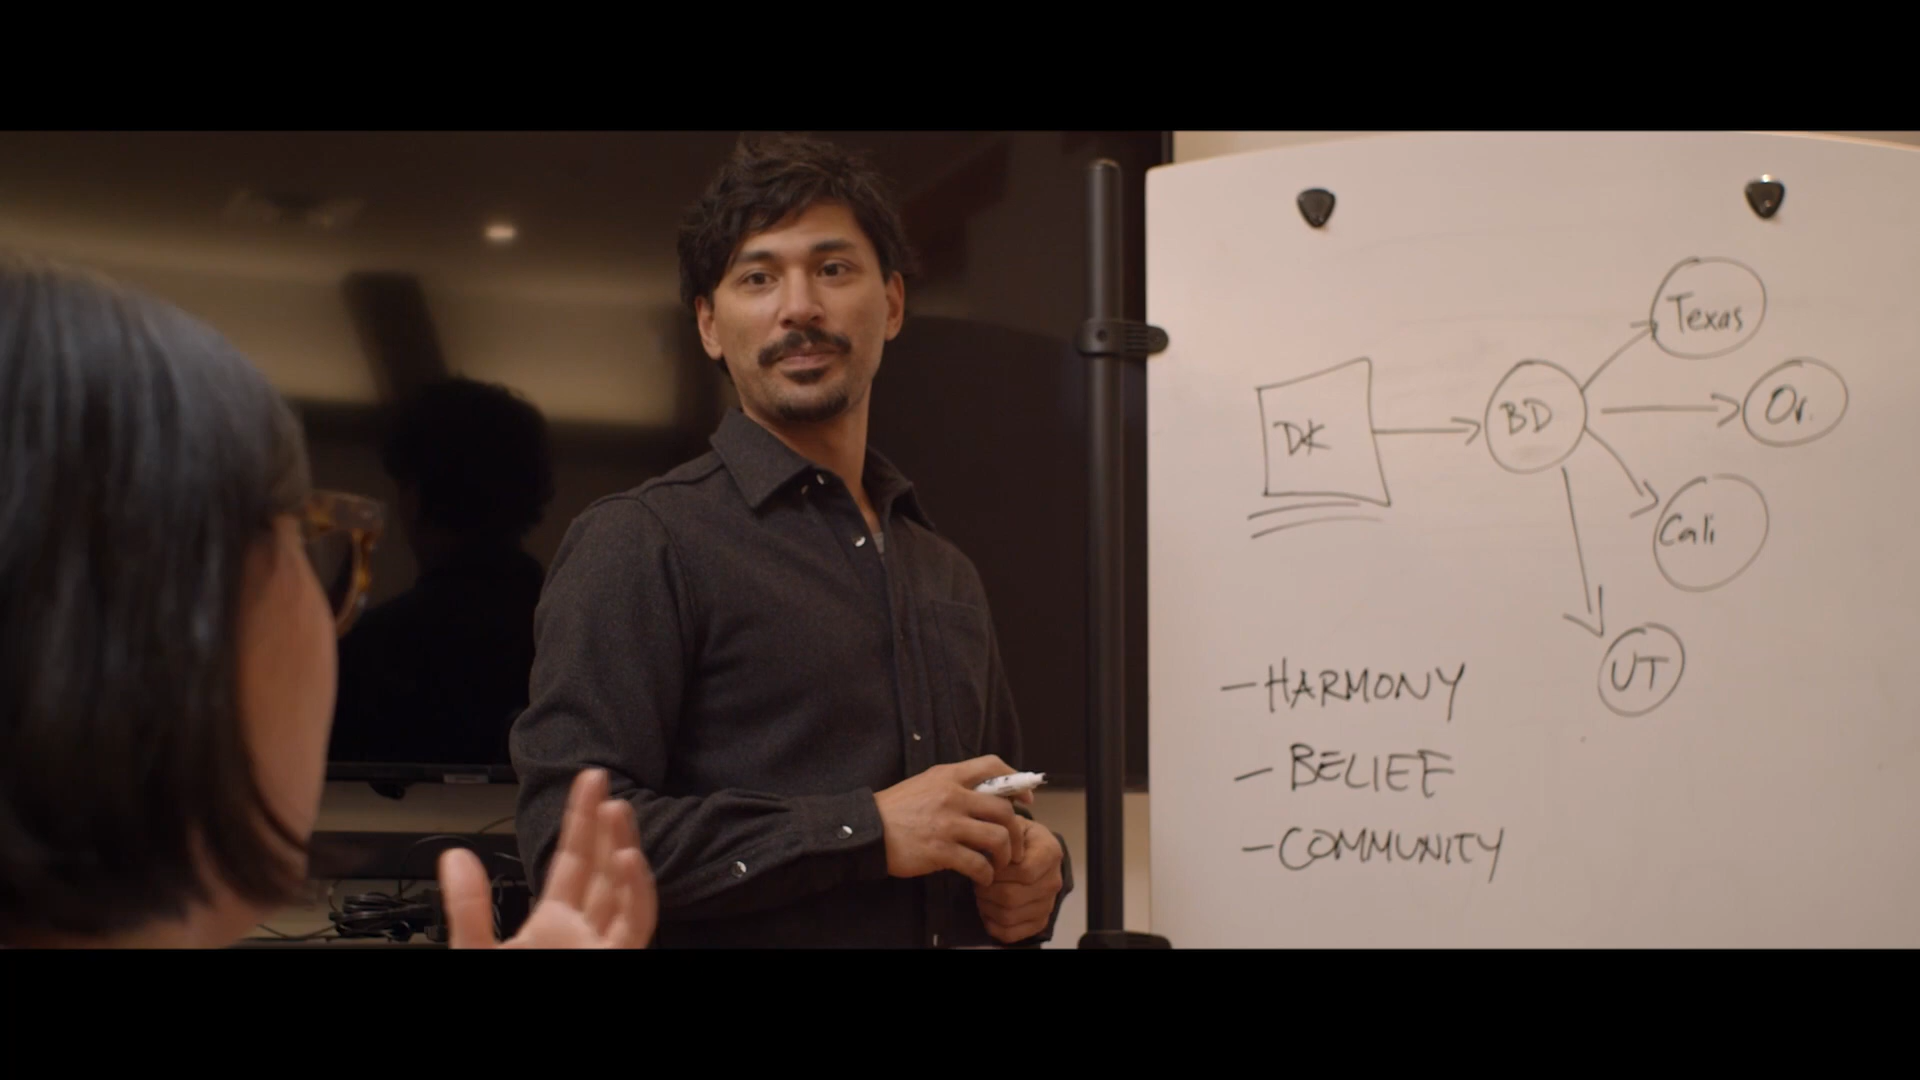 Texas
DK
BD
Or.
Cali
UT
- HARMONY
- BELIEF
- COMMUNITY